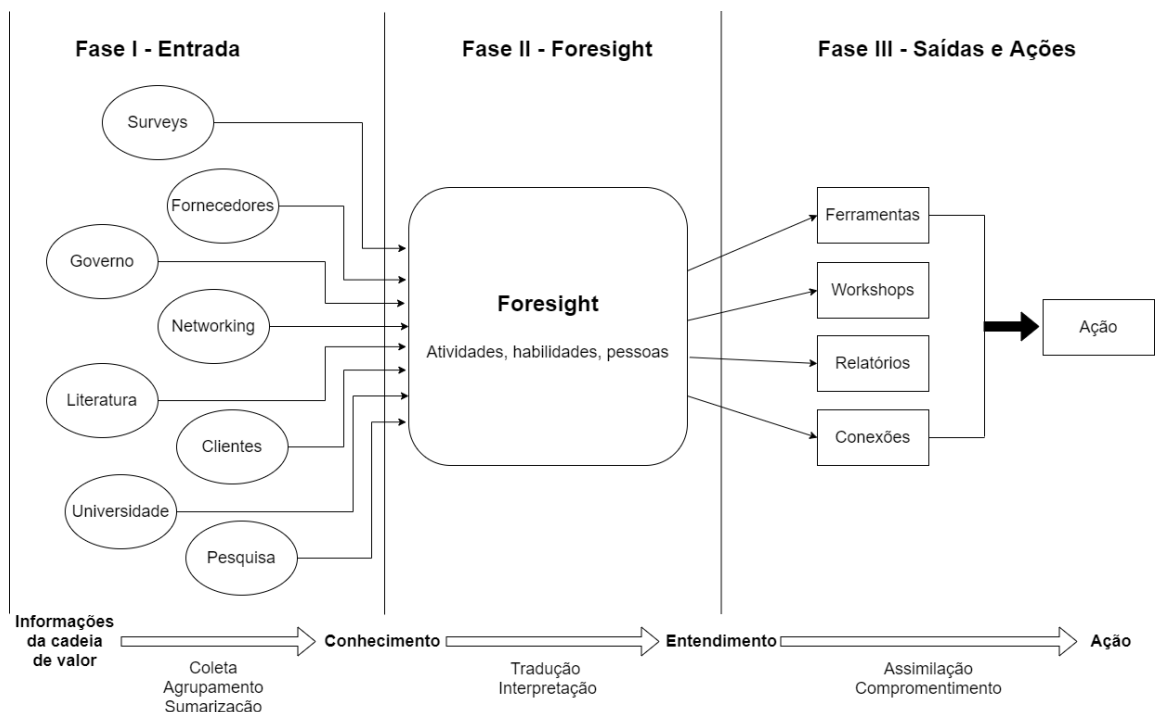 Fase I - Entrada
Fase II - Foresight
Fase III - Saídas e Ações
Surveys
Fornecedores
Governo
Networking
Literatura
Clientes
Universidade
Pesquisa
Foresight
Atividades, habilidades, pessoas
Ferramentas
Workshops
Relatórios
Conexões
Ação
Informações
da cadeia
de valor
Coleta
Agrupamento
Sumarização
Conhecimento
Tradução
Interpretação
Entendimento
Assimilação
Compromentimento
Ação